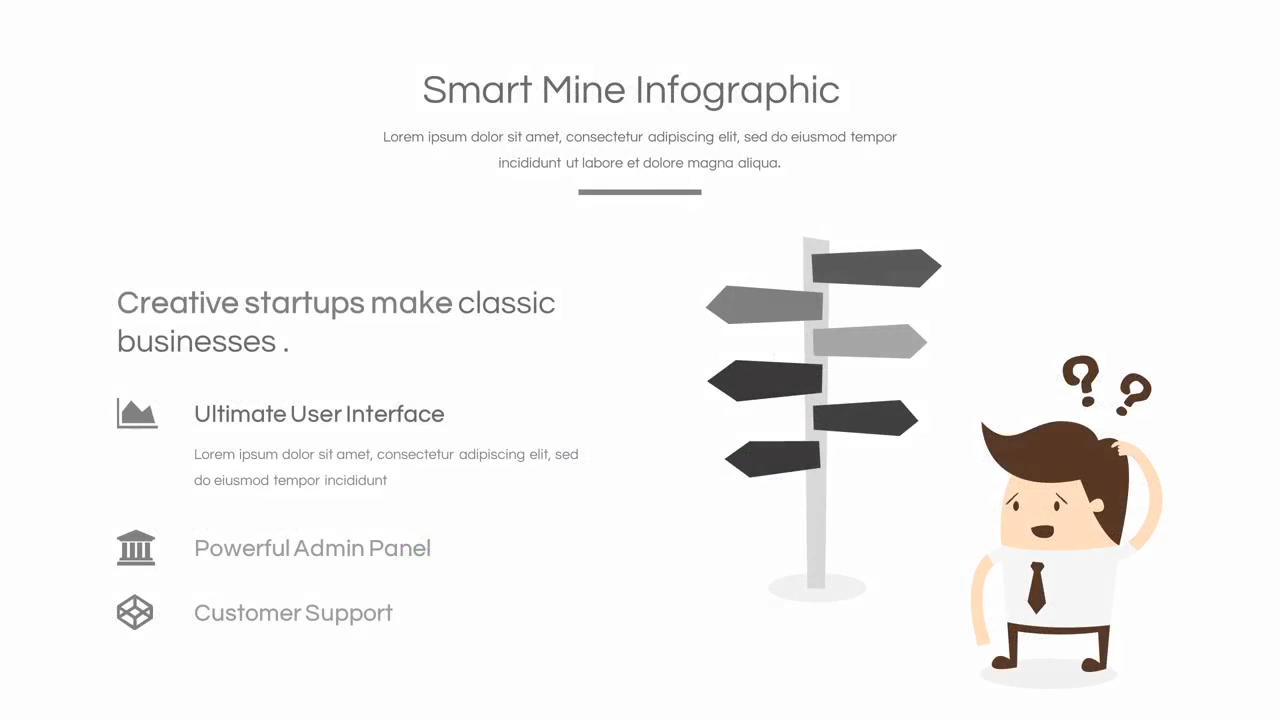 Smart Mine Infographic
Lorem ipsum dolor sit amet, consectetur adipiscing elit, sed do eiusmod tempor
incididunt ut labore et dolore magna aliqua.
Creative startups make classic
businesses .
Ultimate User Interface
Lorem ipsum dolor sit amet, consectetur adipiscing elit, sed
do eiusmod tempor incididunt
Powerful Admin Panel
Customer Support
? ?